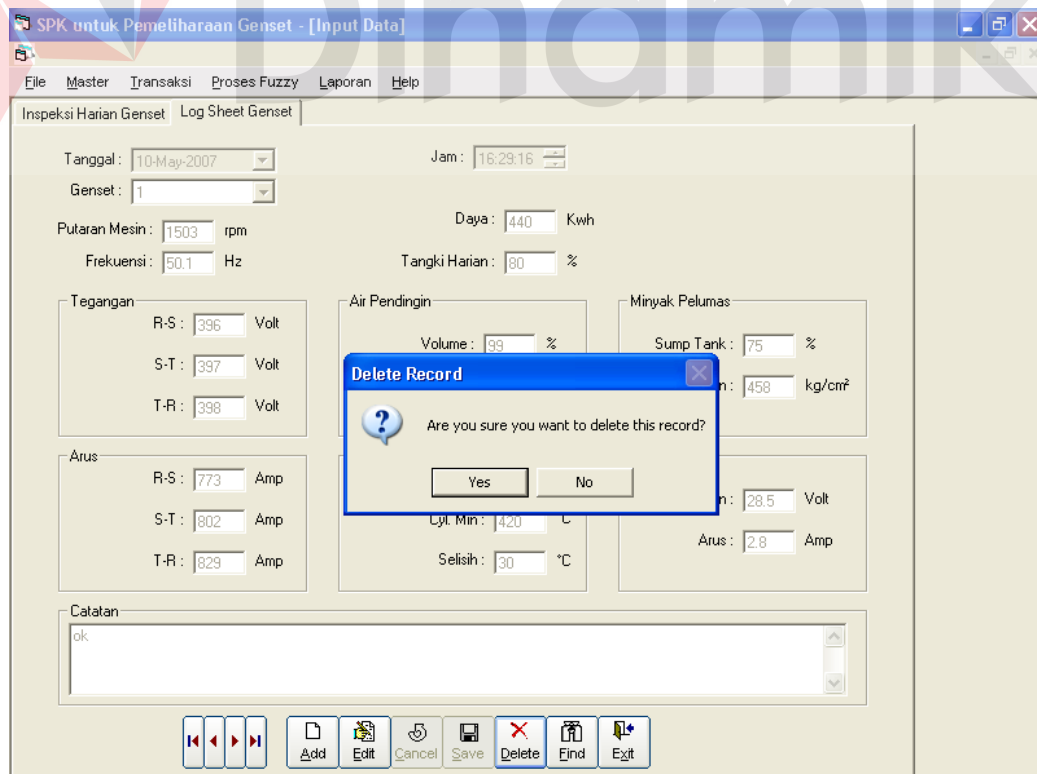 Dinamik
SPK untuk Pemeliharaan Genset - [Input Data]
File Master Transaksi Proses Fuzzy Laporan Help
Inspeksi Harian Genset Log Sheet Genset
Tanggal : 10-May-2007 Jam : 16:29:16
Genset : 1
Daya : 440 Kwh
Putaran Mesin : 1503 rpm
Frekuensi : 50.1 Hz Tangki Harian : 80 %
Tegangan Air Pendingin Minyak Pelumas
R-S : 396 Volt
Volume : 99 % Sump Tank : 75 %
S-T : 397 Volt
Delete Record
n : 458 kg/cm²
T-R : 398 Volt
Are you sure you want to delete this record?
Arus
R-S : 773 Amp
Yes No
n : 28.5 Volt
S-T : 802 Amp Cyl. Min : 420 C
Arus : 2.8 Amp
T-R : 829 Amp Selisih : 30 °C
Catatan
ok
Add Edit Cancel Save Delete Find Exit